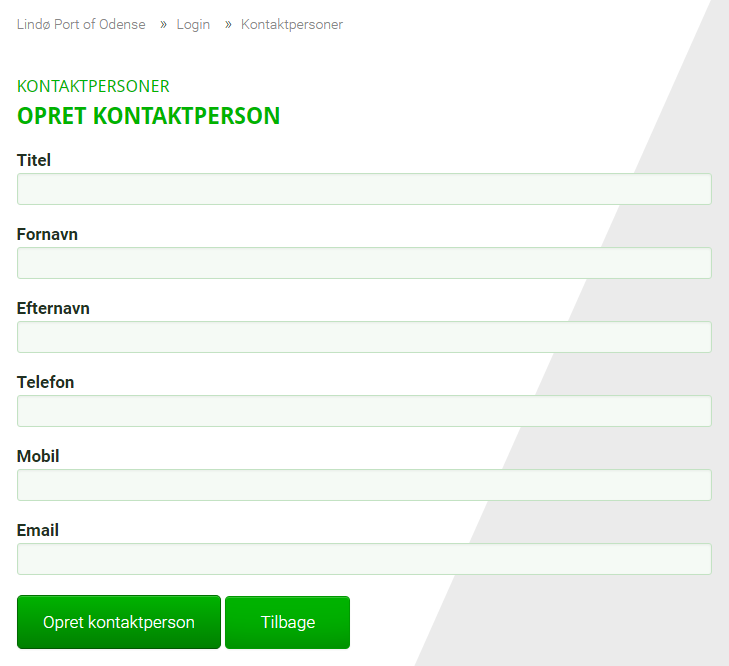 Lindø Port of Odense » Login » Kontaktpersoner
KONTAKTPERSONER
OPRET KONTAKTPERSON
Titel
Fornavn
Efternavn
Telefon
Mobil
Email
Opret kontaktperson Tilbage